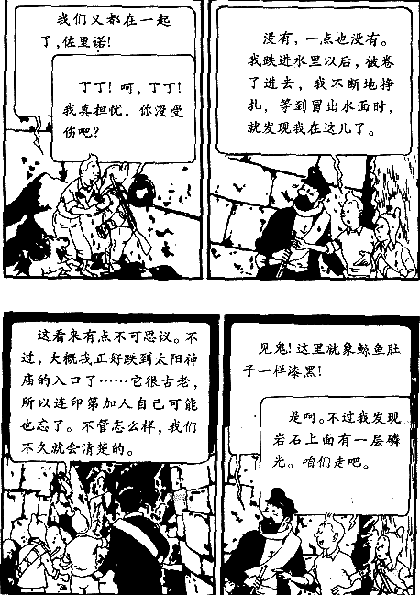 我们又都在一起
了,佐里诺!
丁丁! 呵,丁丁!
我真担忧. 你没受
伤吧?
没有,一点也没有。
我跌进水里以后,被卷
了进去,我不断地挣
扎,等到冒出水面时,
就发现我在这儿了。
这看来有点不可思议。不
过,大概我正好跌到太阳神
庙的入口了……它很古老,
所以连印第加人自己可能
也忘了。不管怎么样,我们
不久就会清楚的。
见鬼!这里就象鲸鱼肚
子一样漆黑!
是呵。不过我发现
岩石上面有一层磷
光。咱们走吧。